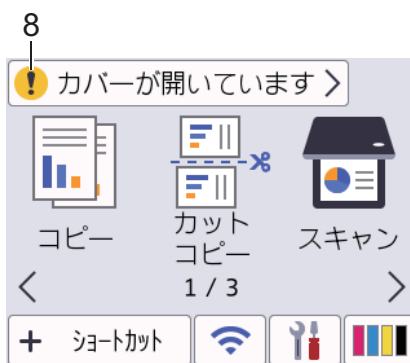 8
! カバーが開いています >
コピー
カット
コピー
スキャン
< 1 / 3 >
+ ショートカット